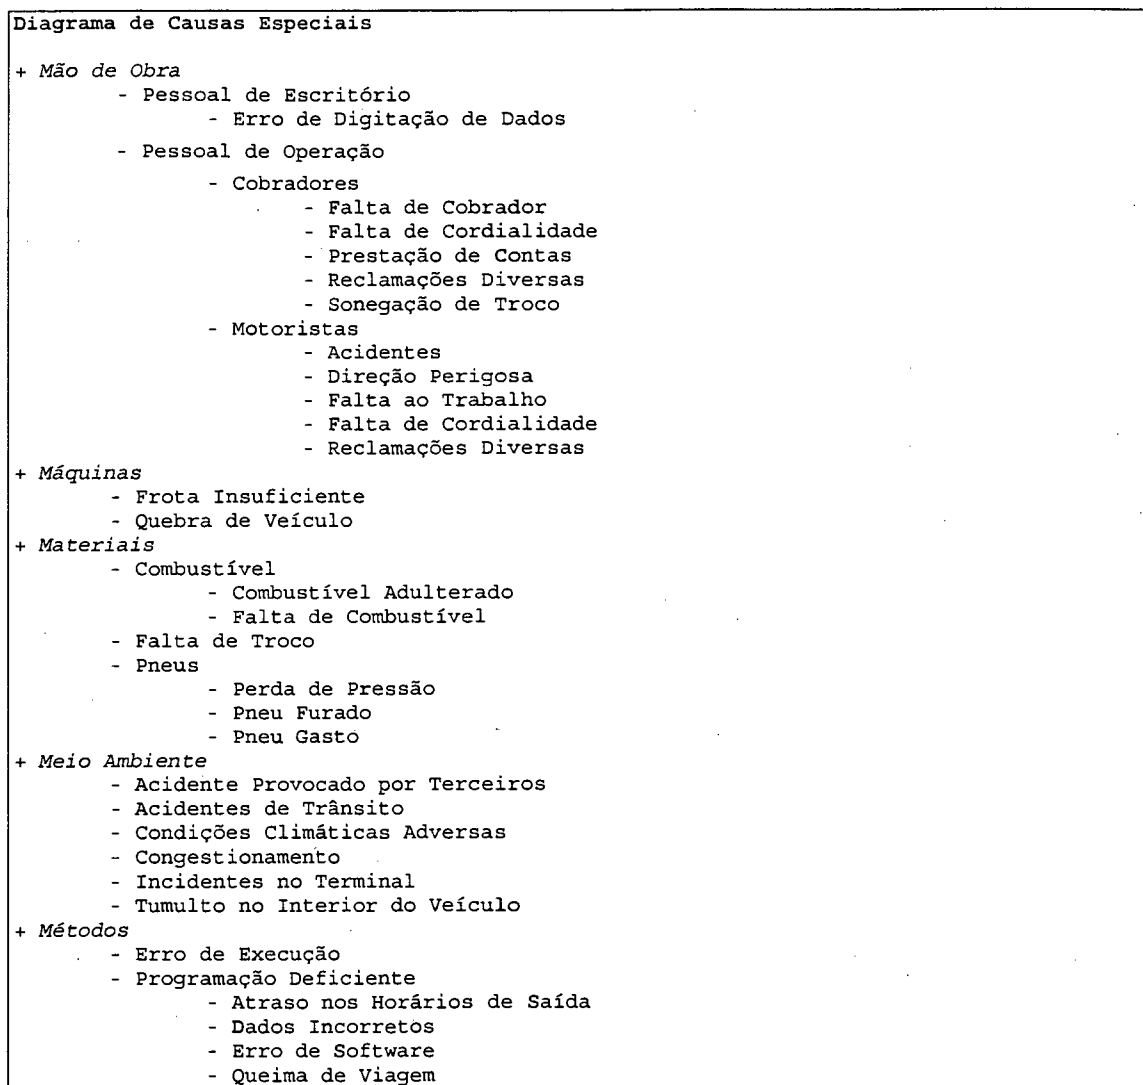 Diagrama de Causas Especiais
+ Mão de Obra
- Pessoal de Escritório
- Erro de Digitação de Dados
- Pessoal de Operação
- Cobradores
- Falta de Cobrador
- Falta de Cordialidade
- Prestação de Contas
- Reclamações Diversas
- Sonegação de Troco
- Motoristas
- Acidentes
- Direção Perigosa
- Falta ao Trabalho
- Falta de Cordialidade
- Reclamações Diversas
+ Máquinas
- Frota Insuficiente
- Quebra de Veículo
+ Materiais
- Combustível
- Combustível Adulterado
- Falta de Combustível
- Falta de Troco
- Pneus
- Perda de Pressão
- Pneu Furado
- Pneu Gasto
+ Meio Ambiente
- Acidente Provocado por Terceiros
- Acidentes de Trânsito
- Condições Climáticas Adversas
- Congestionamento
- Incidentes no Terminal
- Tumulto no Interior do Veículo
+ Métodos
- Erro de Execução
- Programação Deficiente
- Atraso nos Horários de Saída
- Dados Incorretos
- Erro de Software
- Queima de Viagem